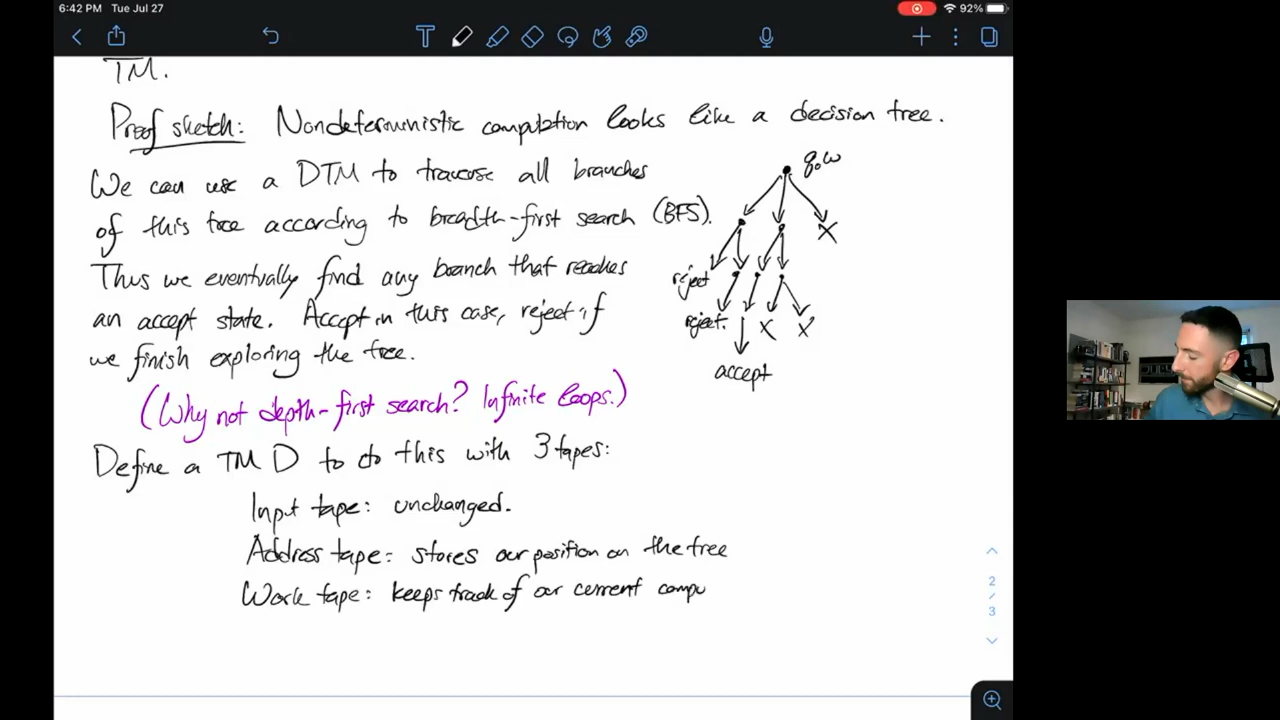 6:42 PM Tue Jul 27
92%
TM.
Proof sketch: Nondeterministic computation looks like a decision tree.
We can use a DTM to traverse all branches
of this tree according to breadth-first search (BFS).
Thus we eventually find any branch that reaches
an accept state. Accept in this case, reject if
we finish exploring the tree.
(Why not depth-first search? Infinite loops.)
Define a TM D to do this with 3 tapes:
Input tape: unchanged.
Address tape: stores our position on the tree
Work tape: keeps track of our current compu
q₀w
X
reject
reject.
X
X
accept
2
/
3